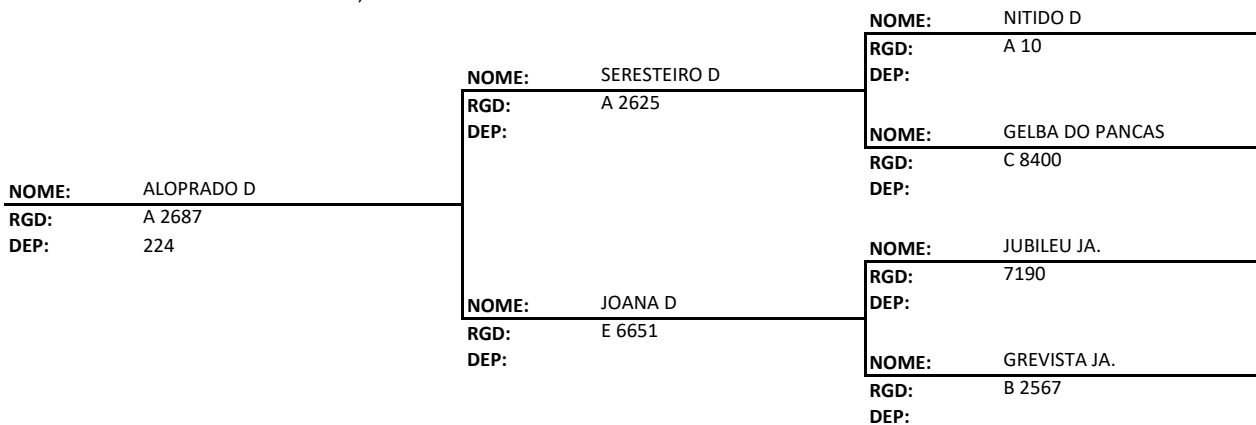 NOME: NITIDO D
RGD: A 10
NOME: SERESTEIRO D DEP:
RGD: A 2625
DEP: NOME: GELBA DO PANCAS
RGD: C 8400
NOME: ALOPRADO D DEP:
RGD: A 2687
DEP: 224 NOME: JUBILEU JA.
RGD: 7190
NOME: JOANA D DEP:
RGD: E 6651
DEP: NOME: GREVISTA JA.
RGD: B 2567
DEP: